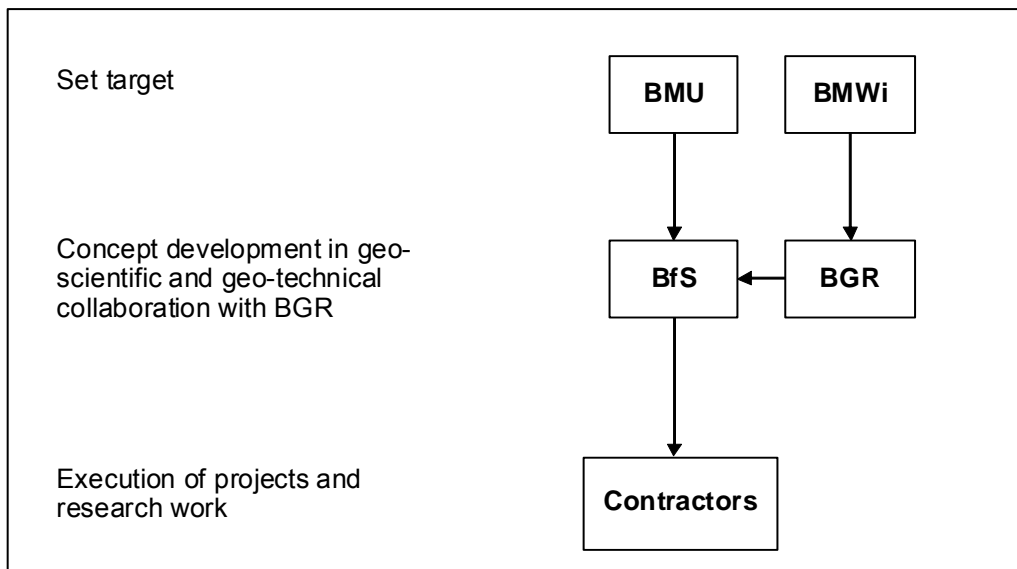 Set target
BMU
BMWi
Concept development in geo-
scientific and geo-technical
collaboration with BGR
BfS
BGR
Execution of projects and
research work
Contractors